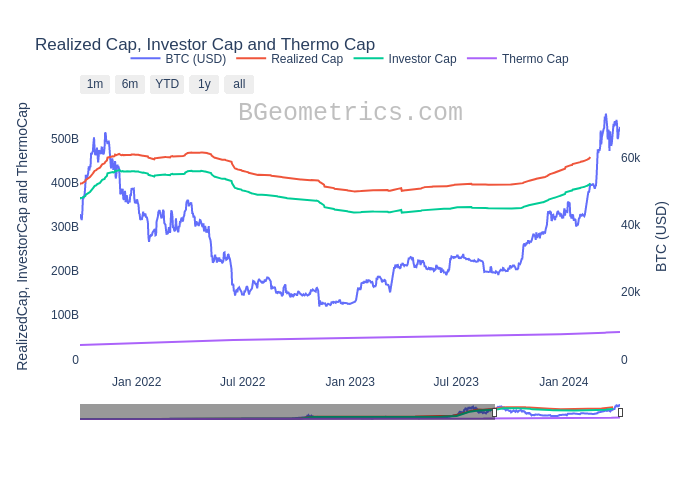 Realized Cap, Investor Cap and Thermo Cap
BTC (USD) Realized Cap Investor Cap Thermo Cap
1m 6m YTD 1y all
BGeometrics.com
RealizedCap, InvestorCap and ThermoCap
500B
400B
300B
200B
100B
0
60k
40k
20k
0
BTC (USD)
Jan 2022 Jul 2022 Jan 2023 Jul 2023 Jan 2024